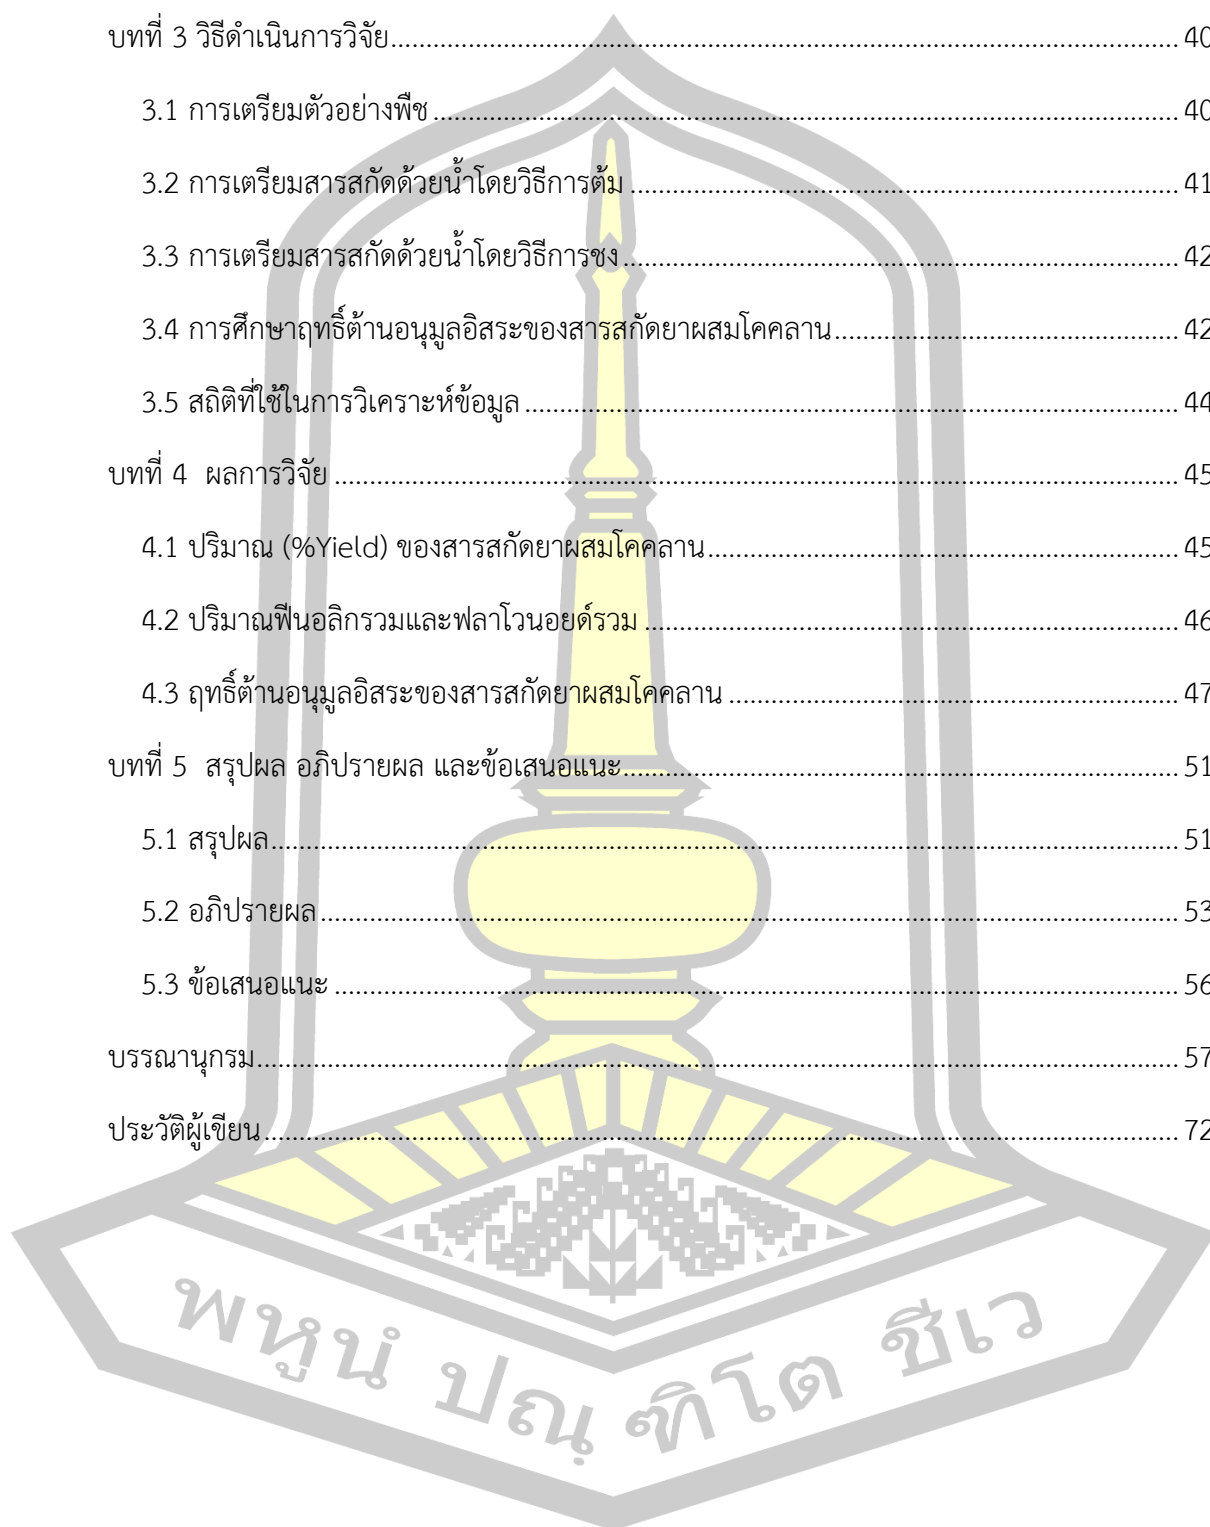 บทที่ 3 วิธีดำเนินการวิจัย........................................................................................................ 40
3.1 การเตรียมตัวอย่างพืช.................................................................................................. 40
3.2 การเตรียมสารสกัดด้วยน้ำโดยวิธีการต้ม........................................................................ 41
3.3 การเตรียมสารสกัดด้วยน้ำโดยวิธีการชง......................................................................... 42
3.4 การศึกษาฤทธิ์ต้านอนุมูลอิสระของสารสกัดยาผสมโคคลาน............................................. 42
3.5 สถิติที่ใช้ในการวิเคราะห์ข้อมูล...................................................................................... 44
บทที่ 4 ผลการวิจัย................................................................................................................ 45
4.1 ปริมาณ (%Yield) ของสารสกัดยาผสมโคคลาน.............................................................. 45
4.2 ปริมาณฟีนอลิกรวมและฟลาโวนอยด์รวม....................................................................... 46
4.3 ฤทธิ์ต้านอนุมูลอิสระของสารสกัดยาผสมโคคลาน........................................................... 47
บทที่ 5 สรุปผล อภิปรายผล และข้อเสนอแนะ......................................................................... 51
5.1 สรุปผล........................................................................................................................ 51
5.2 อภิปรายผล.................................................................................................................. 53
5.3 ข้อเสนอแนะ................................................................................................................ 56
บรรณานุกรม......................................................................................................................... 57
ประวัติผู้เขียน........................................................................................................................ 72
พหูนํ ปณฺฑิโต ชีเว